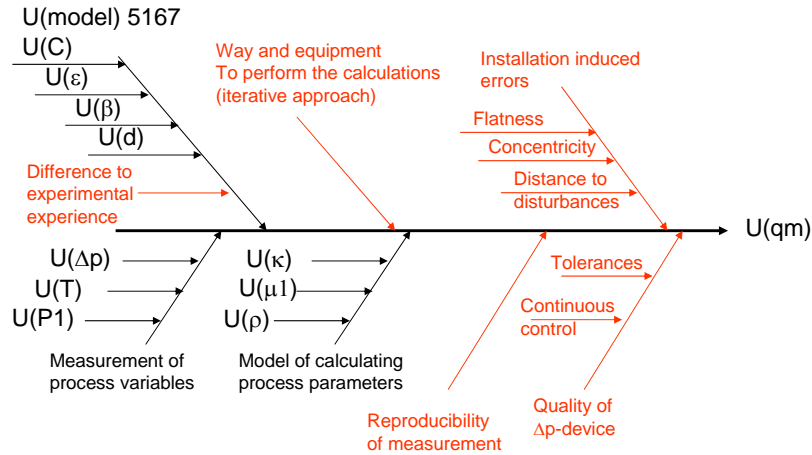 U(model) 5167
U(C)
U(ε)
U(β)
U(d)
Difference to
experimental
experience
Way and equipment
To perform the calculations
(iterative approach)
Installation induced
errors
Flatness
Concentricity
Distance to
disturbances
U(qm)
U(Δp)
U(T)
U(P1)
Measurement of
process variables
U(κ)
U(μ1)
U(ρ)
Model of calculating
process parameters
Reproducibility
of measurement
Tolerances
Continuous
control
Quality of
Δp-device